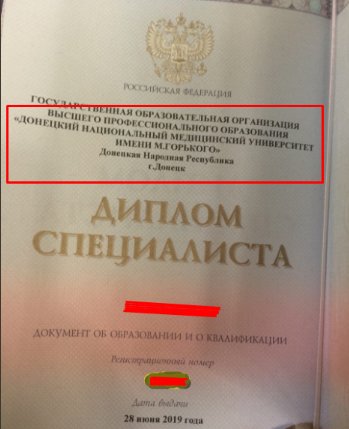 РОССИЙСКАЯ ФЕДЕРАЦИЯ
ГОСУДАРСТВЕННАЯ ОБРАЗОВАТЕЛЬНАЯ ОРГАНИЗАЦИЯ
ВЫСШЕГО ПРОФЕССИОНАЛЬНОГО ОБРАЗОВАНИЯ
«ДОНЕЦКИЙ НАЦИОНАЛЬНЫЙ МЕДИЦИНСКИЙ УНИВЕРСИТЕТ
ИМЕНИ М.ГОРЬКОГО»
Донецкая Народная Республика
г.Донецк
ДИПЛОМ
СПЕЦИАЛИСТА
ДОКУМЕНТ ОБ ОБРАЗОВАНИИ И О КВАЛИФИКАЦИИ
Регистрационный номер
Дата выдачи
28 июня 2019 года